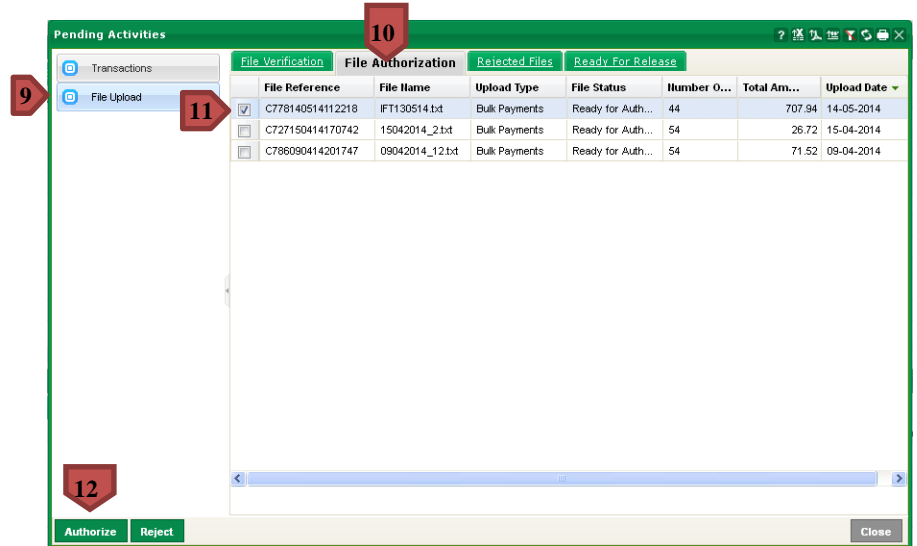 Pending Activities
10
?
9
Transactions
File Upload
File Verification File Authorization Rejected Files Ready For Release
File Reference File Name Upload Type File Status Number O... Total Am... Upload Date
11
C778140514112218 IFT130514.txt Bulk Payments Ready for Auth... 44 707.94 14-05-2014
C727150414170742 15042014_2.txt Bulk Payments Ready for Auth... 54 26.72 15-04-2014
C786090414201747 09042014_12.txt Bulk Payments Ready for Auth... 54 71.52 09-04-2014
12
Authorize Reject Close